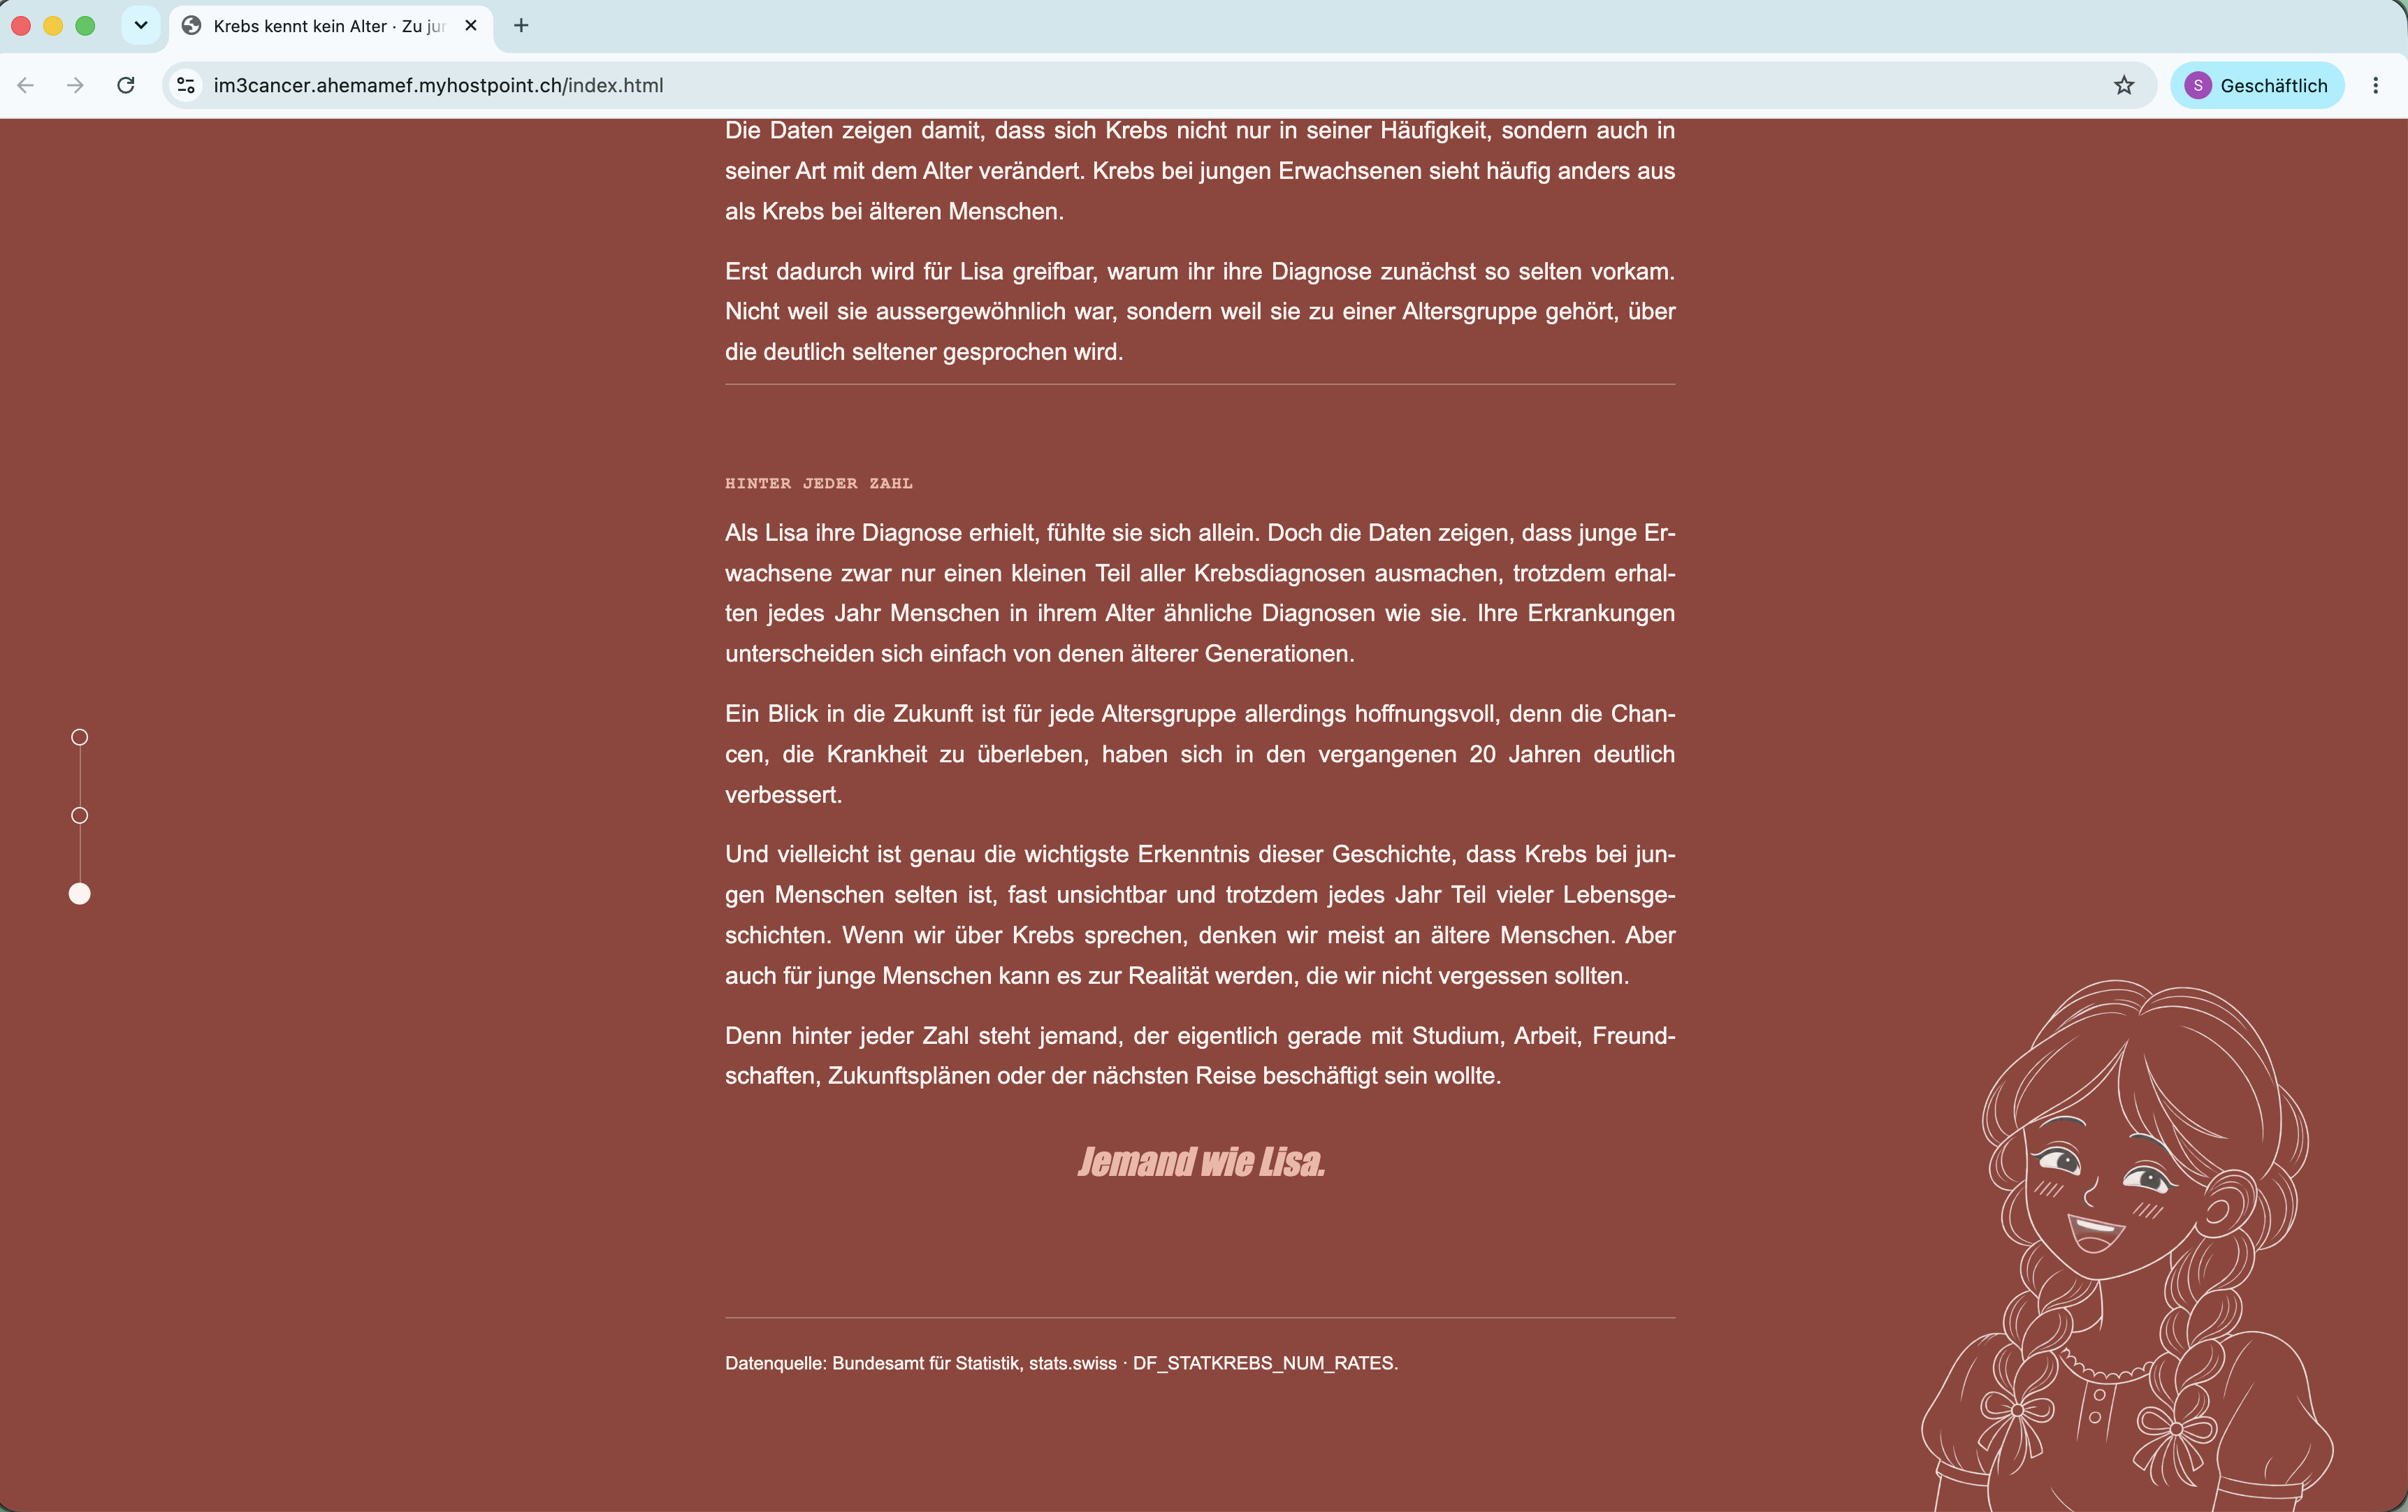 Krebs kennt kein Alter · Zu jur
im3cancer.ahemamef.myhostpoint.ch/index.html
S
Geschäftlich
Die Daten zeigen damit, dass sich Krebs nicht nur in seiner Häufigkeit, sondern auch in
seiner Art mit dem Alter verändert. Krebs bei jungen Erwachsenen sieht häufig anders aus
als Krebs bei älteren Menschen.
Erst dadurch wird für Lisa greifbar, warum ihr ihre Diagnose zunächst so selten vorkam.
Nicht weil sie aussergewöhnlich war, sondern weil sie zu einer Altersgruppe gehört, über
die deutlich seltener gesprochen wird.
HINTER JEDER ZAHL
Als Lisa ihre Diagnose erhielt, fühlte sie sich allein. Doch die Daten zeigen, dass junge Er-
wachsene zwar nur einen kleinen Teil aller Krebsdiagnosen ausmachen, trotzdem erhal-
ten jedes Jahr Menschen in ihrem Alter ähnliche Diagnosen wie sie. Ihre Erkrankungen
unterscheiden sich einfach von denen älterer Generationen.
Ein Blick in die Zukunft ist für jede Altersgruppe allerdings hoffnungsvoll, denn die Chan-
cen, die Krankheit zu überleben, haben sich in den vergangenen 20 Jahren deutlich
verbessert.
Und vielleicht ist genau die wichtigste Erkenntnis dieser Geschichte, dass Krebs bei jun-
gen Menschen selten ist, fast unsichtbar und trotzdem jedes Jahr Teil vieler Lebensge-
schichten. Wenn wir über Krebs sprechen, denken wir meist an ältere Menschen. Aber
auch für junge Menschen kann es zur Realität werden, die wir nicht vergessen sollten.
Denn hinter jeder Zahl steht jemand, der eigentlich gerade mit Studium, Arbeit, Freund-
schaften, Zukunftsplänen oder der nächsten Reise beschäftigt sein wollte.
Jemand wie Lisa.
Datenquelle: Bundesamt für Statistik, stats.swiss · DF_STATKREBS_NUM_RATES.